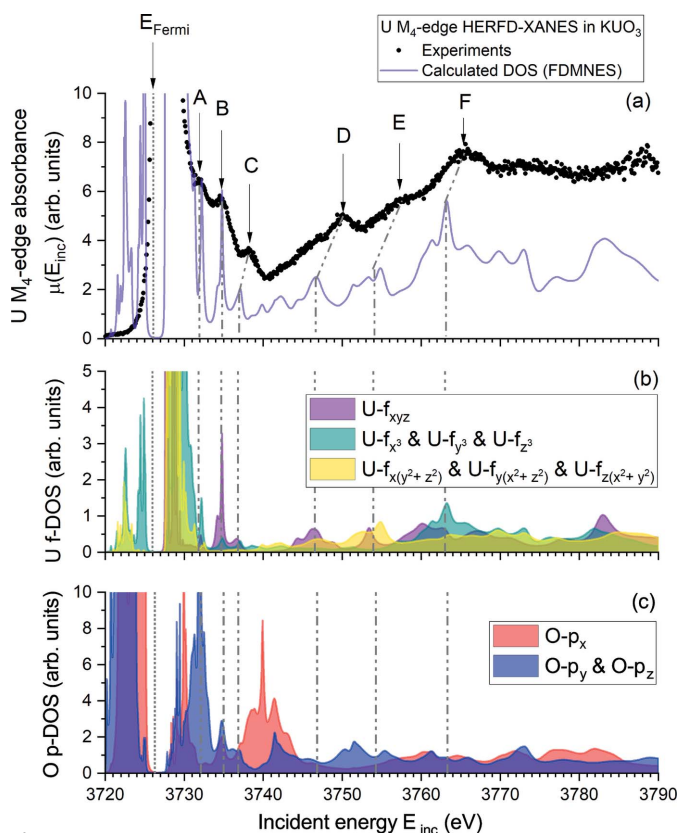 E_Fermi
U M₄-edge HERFD-XANES in KUO₃
Experiments
Calculated DOS (FDMNES)
(a)
A
B
C
D
E
F
10
8
6
4
2
0
U M₄-edge absorbance
μ(E_inc) (arb. units)
(b)
U-f_xyz
U-f_x³ & U-f_y³ & U-f_z³
U-f_x(y²+ z²) & U-f_y(x²+ z²) & U-f_z(x²+ y²)
5
4
3
2
1
0
U f-DOS (arb. units)
(c)
O-p_x
O-p_y & O-p_z
10
8
6
4
2
0
O p-DOS (arb. units)
3720 3730 3740 3750 3760 3770 3780 3790
Incident energy E_inc (eV)